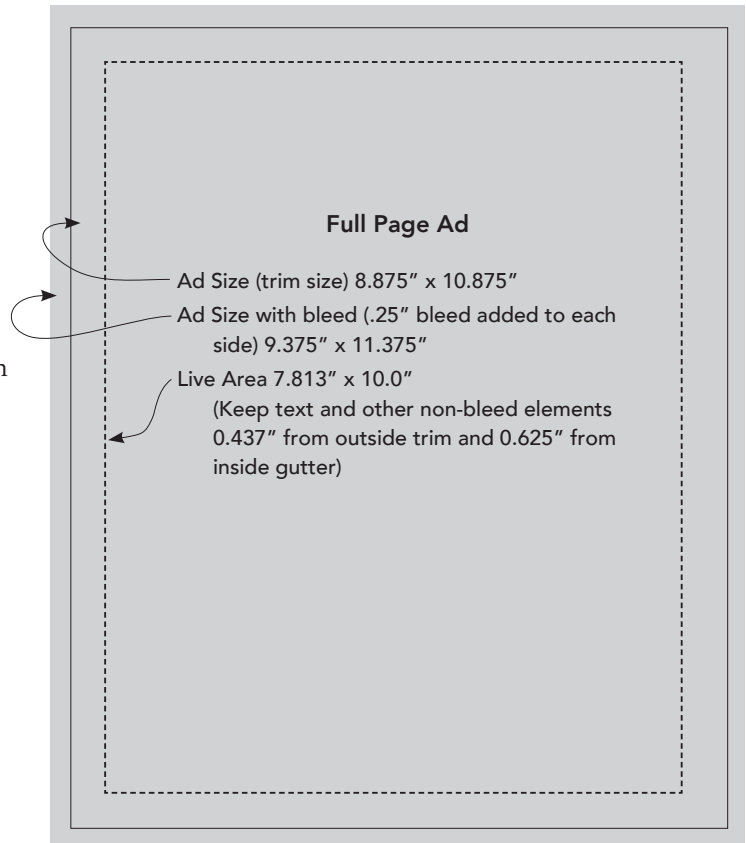 Full Page Ad
Ad Size (trim size) 8.875″ x 10.875″
Ad Size with bleed (.25″ bleed added to each
side) 9.375″ x 11.375″
Live Area 7.813″ x 10.0″
(Keep text and other non-bleed elements
0.437″ from outside trim and 0.625″ from
inside gutter)